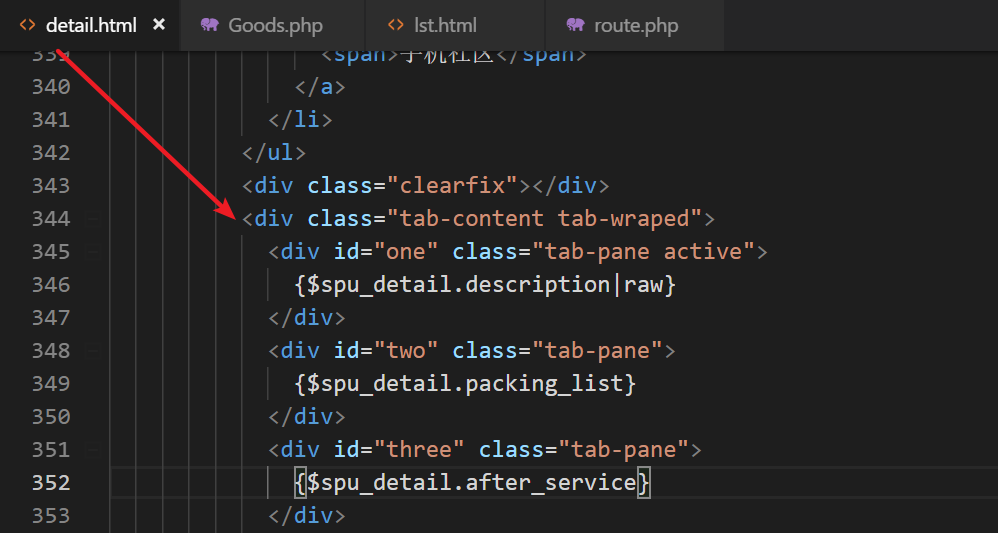 detail.html Goods.php lst.html route.php
339 <span>手机社区</span>
340 </a>
341 </li>
342 </ul>
343 <div class="clearfix"></div>
344 <div class="tab-content tab-wraped">
345 <div id="one" class="tab-pane active">
346 {$spu_detail.description|raw}
347 </div>
348 <div id="two" class="tab-pane">
349 {$spu_detail.packing_list}
350 </div>
351 <div id="three" class="tab-pane">
352 {$spu_detail.after_service}
353 </div>